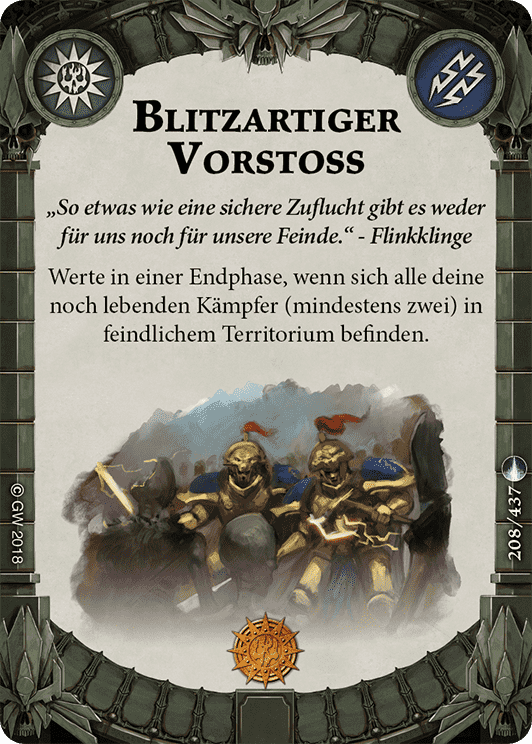 Blitzartiger
Vorstoss
„So etwas wie eine sichere Zuflucht gibt es weder
für uns noch für unsere Feinde.“ - Flinkklinge
Werte in einer Endphase, wenn sich alle deine
noch lebenden Kämpfer (mindestens zwei) in
feindlichem Territorium befinden.
© GW 2018
208/437